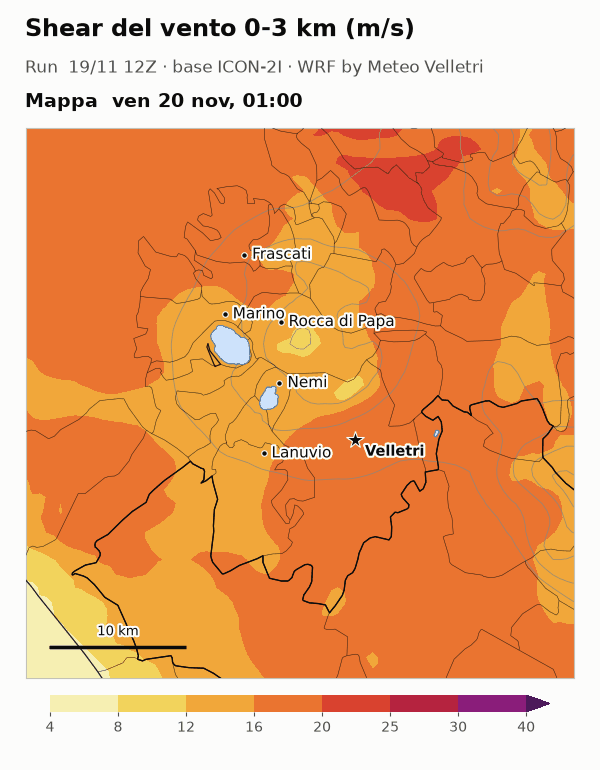 Shear del vento 0-3 km (m/s)
Run  19/11 12Z · base ICON-2I · WRF by Meteo Velletri
Mappa  ven 20 nov, 01:00
Frascati
Marino
Rocca di Papa
Nemi
Velletri
Lanuvio
10 km
4 8 12 16 20 25 30 40